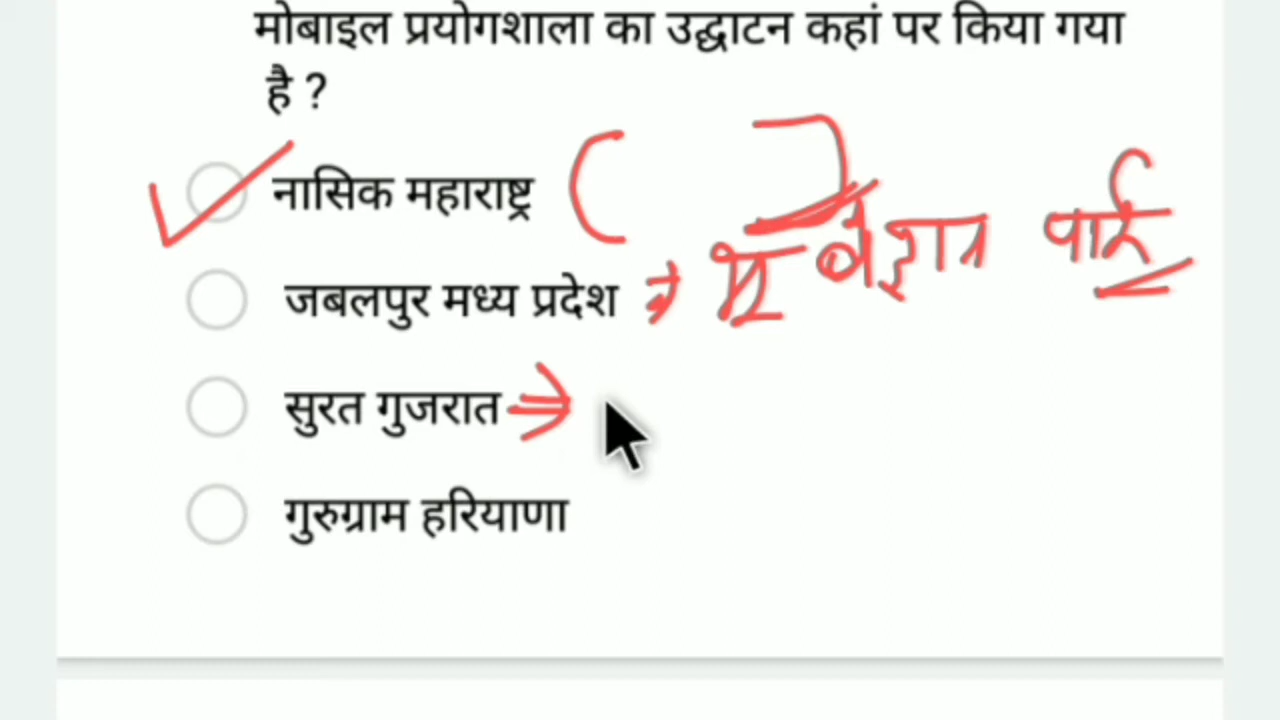 मोबाइल प्रयोगशाला का उद्घाटन कहां पर किया गया
है ?
नासिक महाराष्ट्र
जबलपुर मध्य प्रदेश
सुरत गुजरात
गुरुग्राम हरियाणा